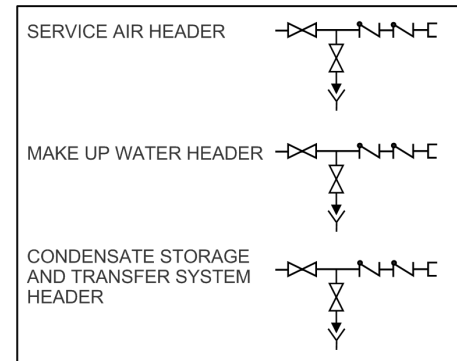 SERVICE AIR HEADER
MAKE UP WATER HEADER
CONDENSATE STORAGE
AND TRANSFER SYSTEM
HEADER